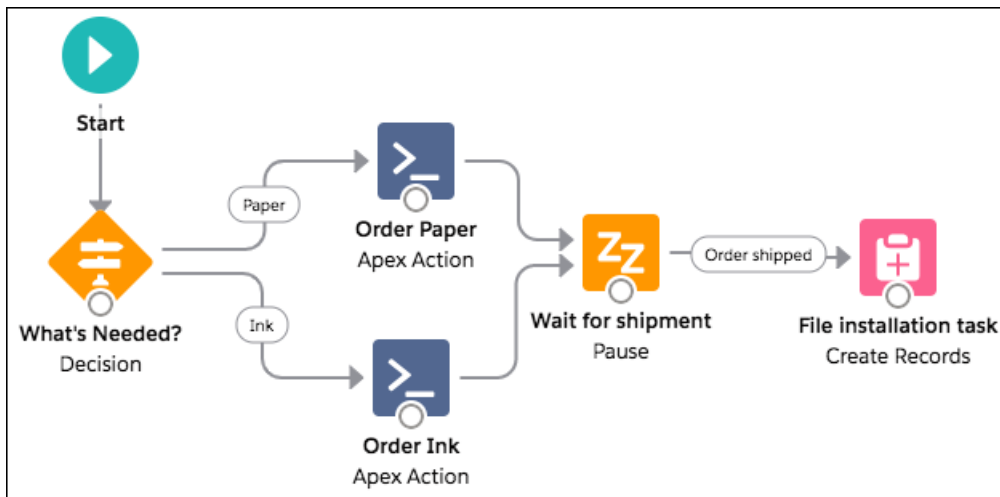 Start
What's Needed?
Decision
Paper
Ink
Order Paper
Apex Action
Order Ink
Apex Action
ZZ
Wait for shipment
Pause
Order shipped
File installation task
Create Records